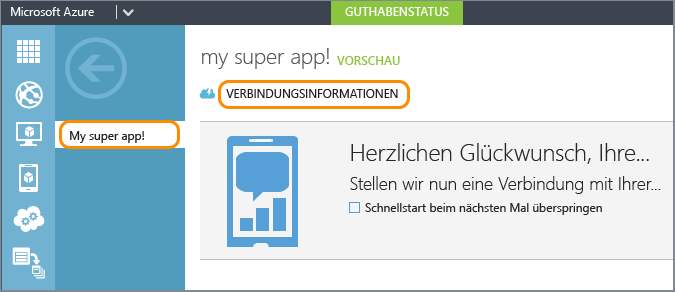 Microsoft Azure
GUTHABENSTATUS
my super app! VORSCHAU
VERBINDUNGSINFORMATIONEN
My super app!
Herzlichen Glückwunsch, Ihre...
Stellen wir nun eine Verbindung mit Ihrer...
Schnellstart beim nächsten Mal überspringen